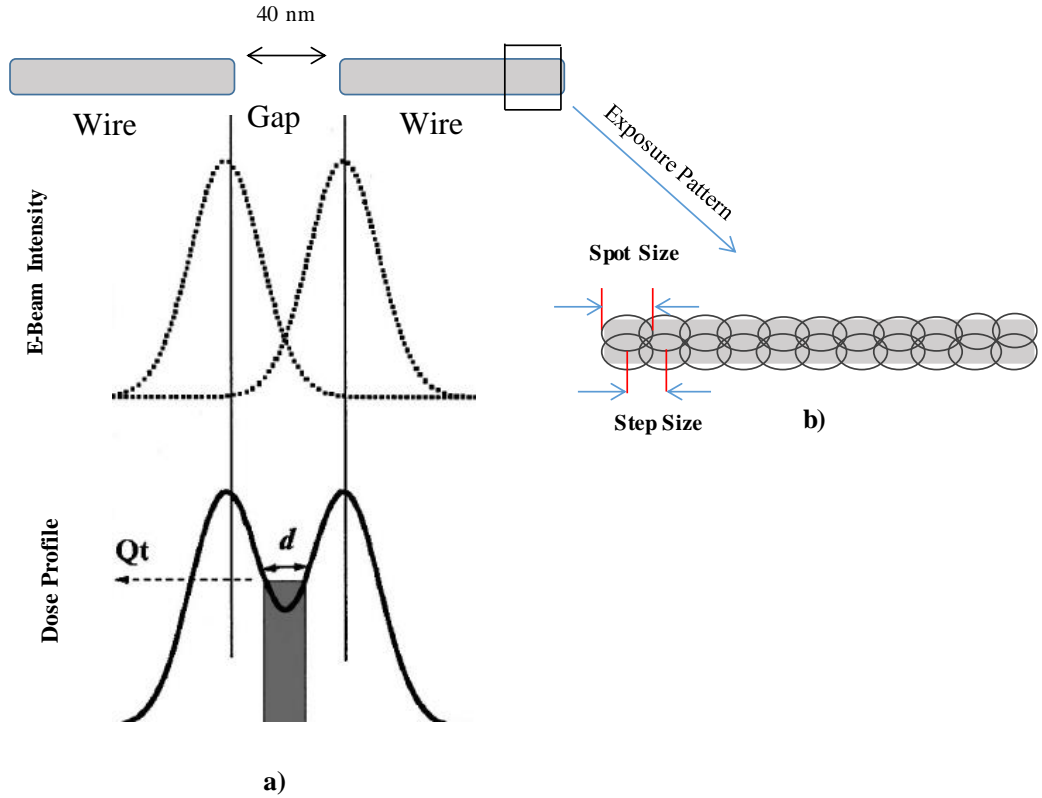 40 nm
Wire
Gap
Wire
Exposure Pattern
E-Beam Intensity
Spot Size
Step Size
b)
Qt
d
Dose Profile
a)